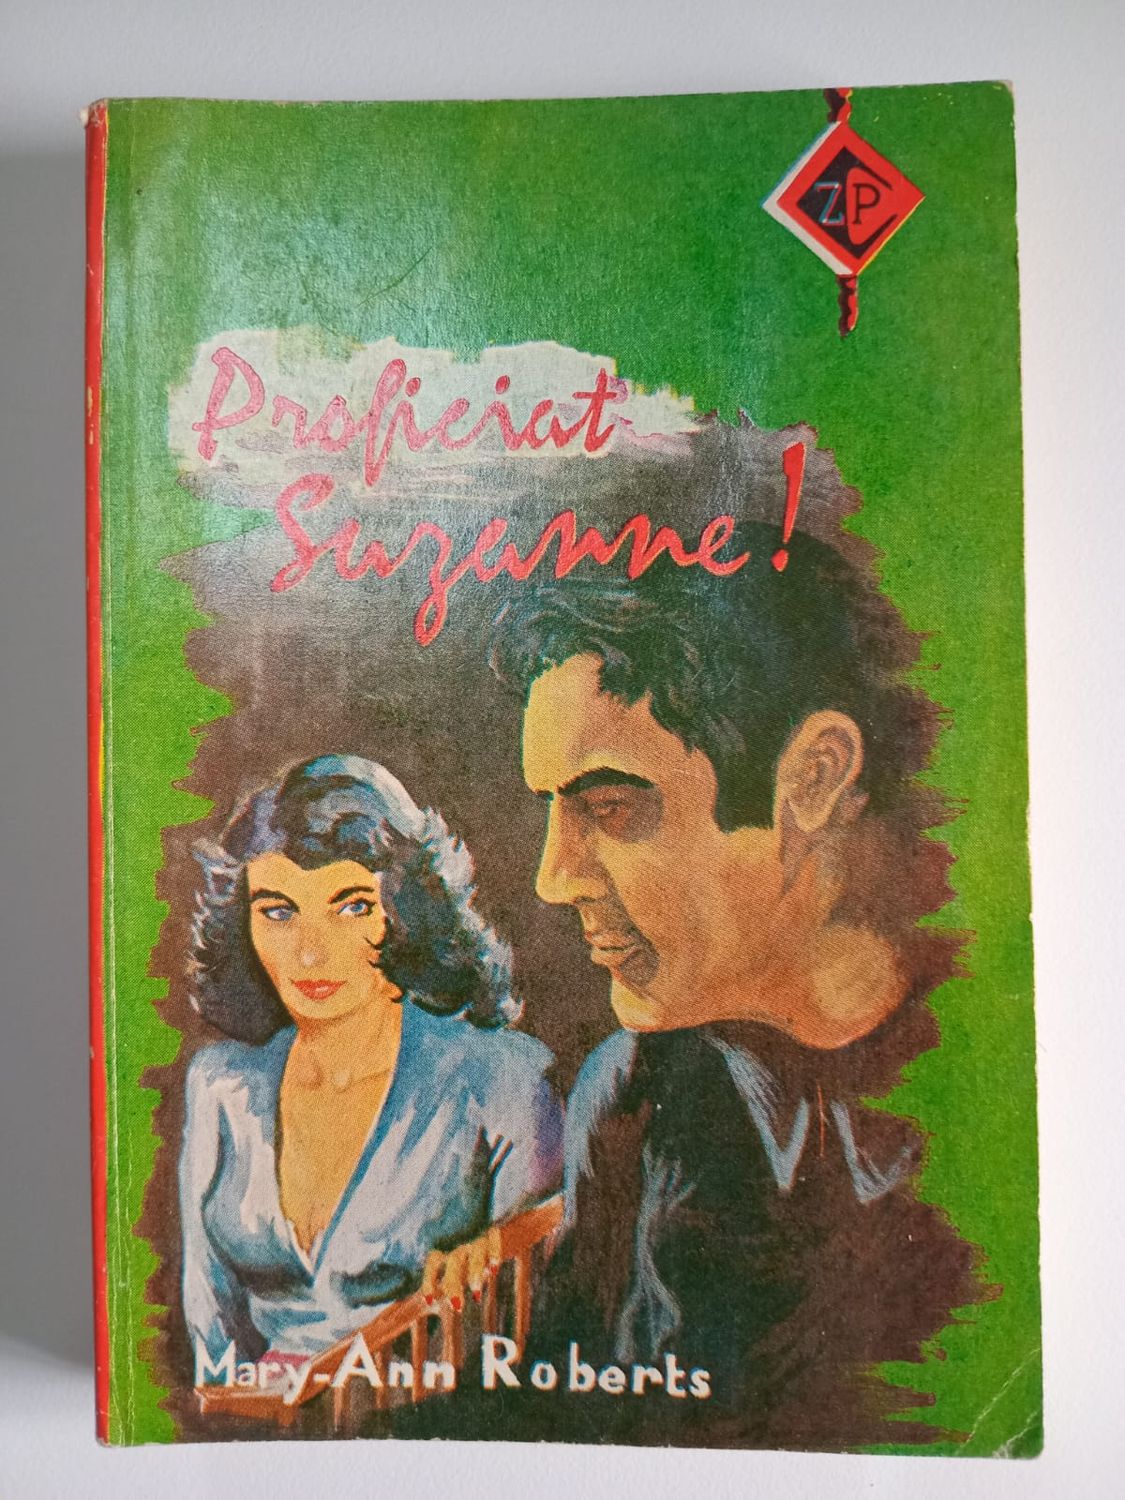 ZP
Proficiat
Suzanne!
Mary-Ann Roberts